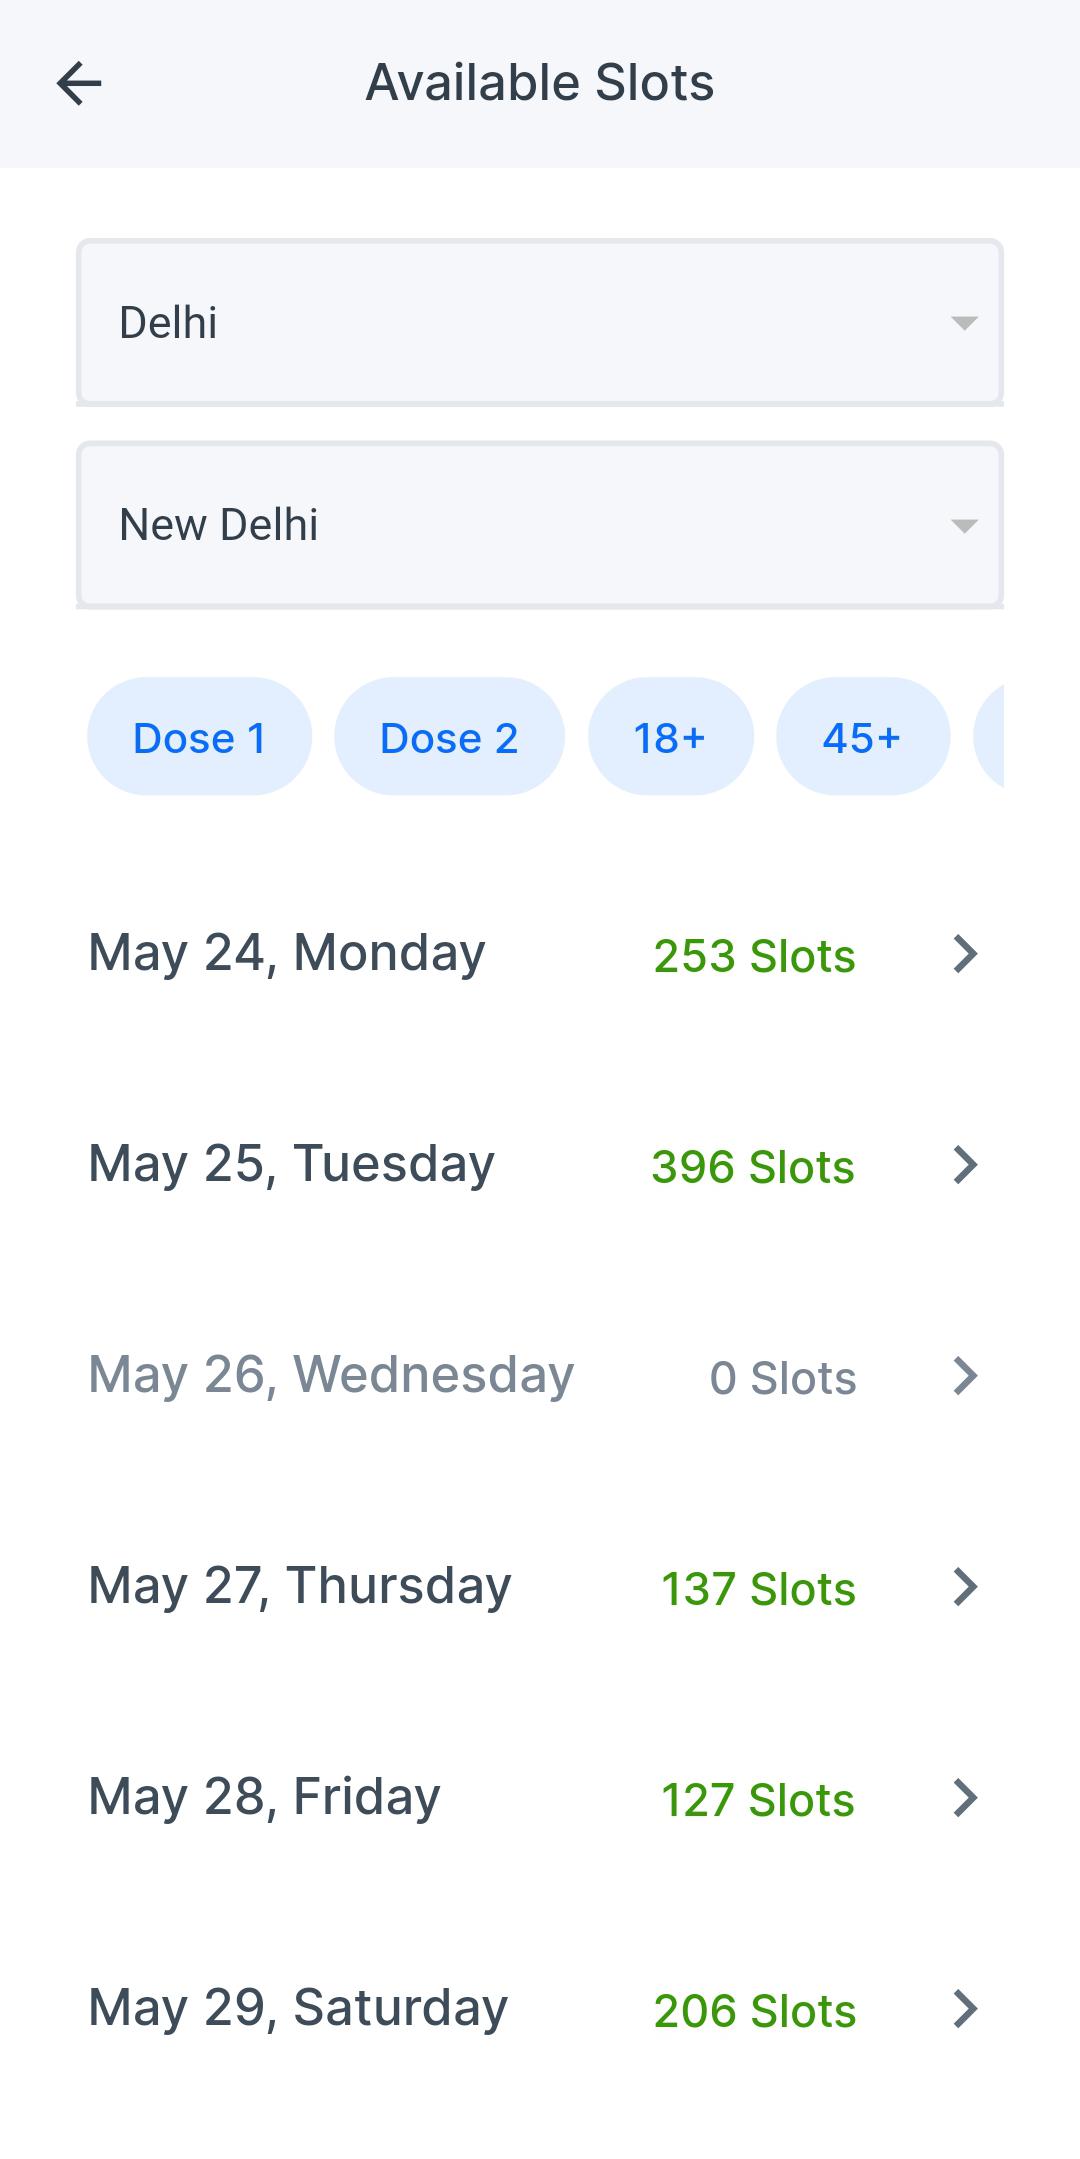 Available Slots
Delhi
New Delhi
Dose 1 Dose 2 18+ 45+
May 24, Monday 253 Slots
May 25, Tuesday 396 Slots
May 26, Wednesday 0 Slots
May 27, Thursday 137 Slots
May 28, Friday 127 Slots
May 29, Saturday 206 Slots